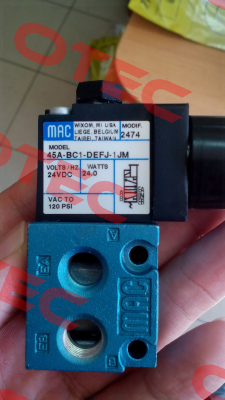 MAC
WIXOM, MI USA
LIEGE, BELGIUM
TAIPEI, TAIWAN
MODIF.
2474
MODEL
45A-BC1-DEFJ-1JM
VOLTS/HZ WATTS
24VDC 24.0
VAC TO
120 PSI
MAC
OTEC